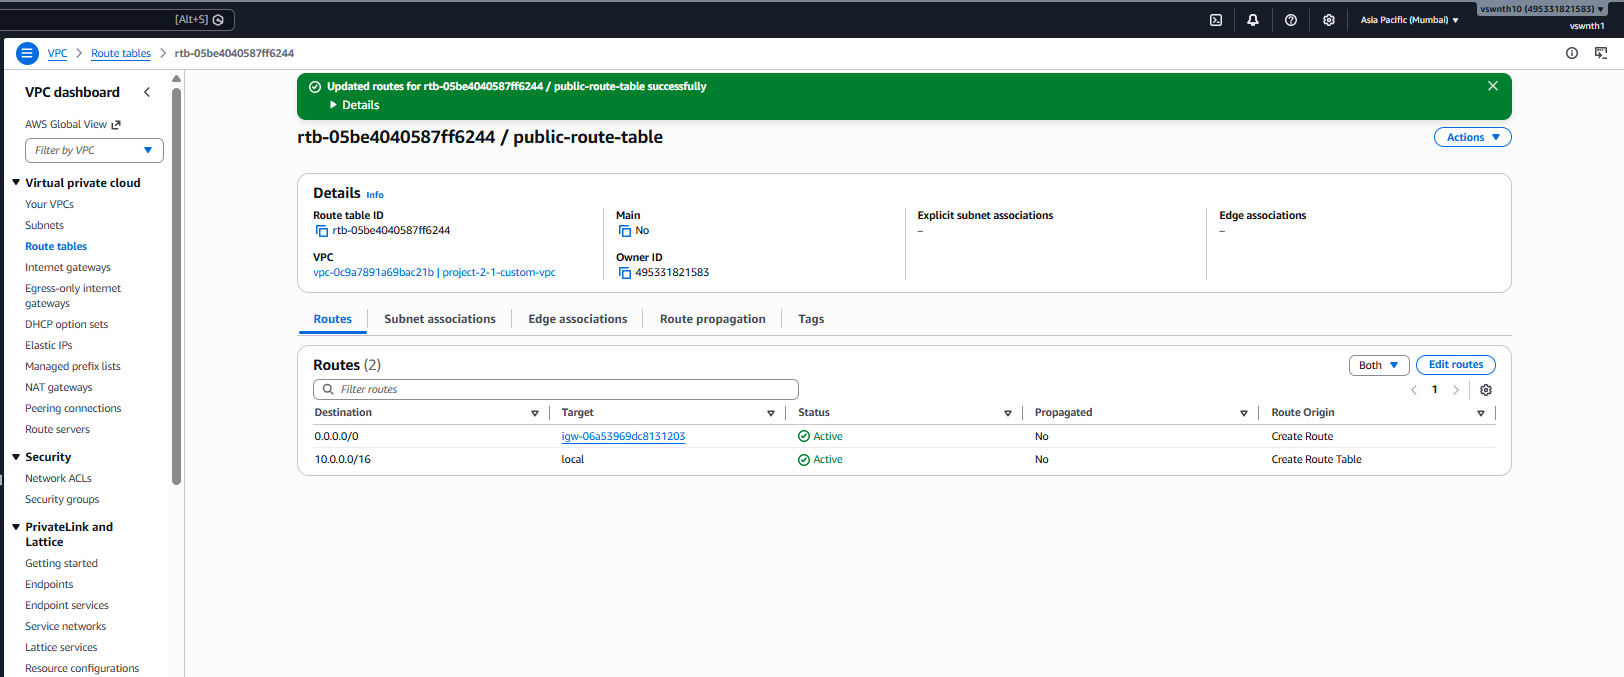 [Alt+S]
Asia Pacific (Mumbai)
vswnth10 (495331821583)
vswnth1
VPC
Route tables
rtb-05be4040587ff6244
VPC dashboard
AWS Global View
Filter by VPC
Virtual private cloud
Your VPCs
Subnets
Route tables
Internet gateways
Egress-only internet
gateways
DHCP option sets
Elastic IPs
Managed prefix lists
NAT gateways
Peering connections
Route servers
Security
Network ACLs
Security groups
PrivateLink and
Lattice
Getting started
Endpoints
Endpoint services
Service networks
Lattice services
Resource configurations
Updated routes for rtb-05be4040587ff6244 / public-route-table successfully
Details
rtb-05be4040587ff6244 / public-route-table
Actions
Details Info
Route table ID
rtb-05be4040587ff6244
Main
No
Explicit subnet associations
–
Edge associations
–
VPC
vpc-0c9a7891a69bac21b | project-2-1-custom-vpc
Owner ID
495331821583
Routes
Subnet associations
Edge associations
Route propagation
Tags
Routes (2)
Both
Edit routes
Filter routes
1
Destination Target Status Propagated Route Origin
0.0.0.0/0 igw-06a53969dc8131203 Active No Create Route
10.0.0.0/16 local Active No Create Route Table